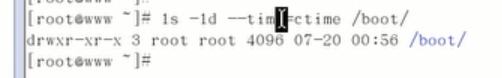 [root@www ~]# ls -ld --time=ctime /boot/
drwxr-xr-x 3 root root 4096 07-20 00:56 /boot/
[root@www ~]#